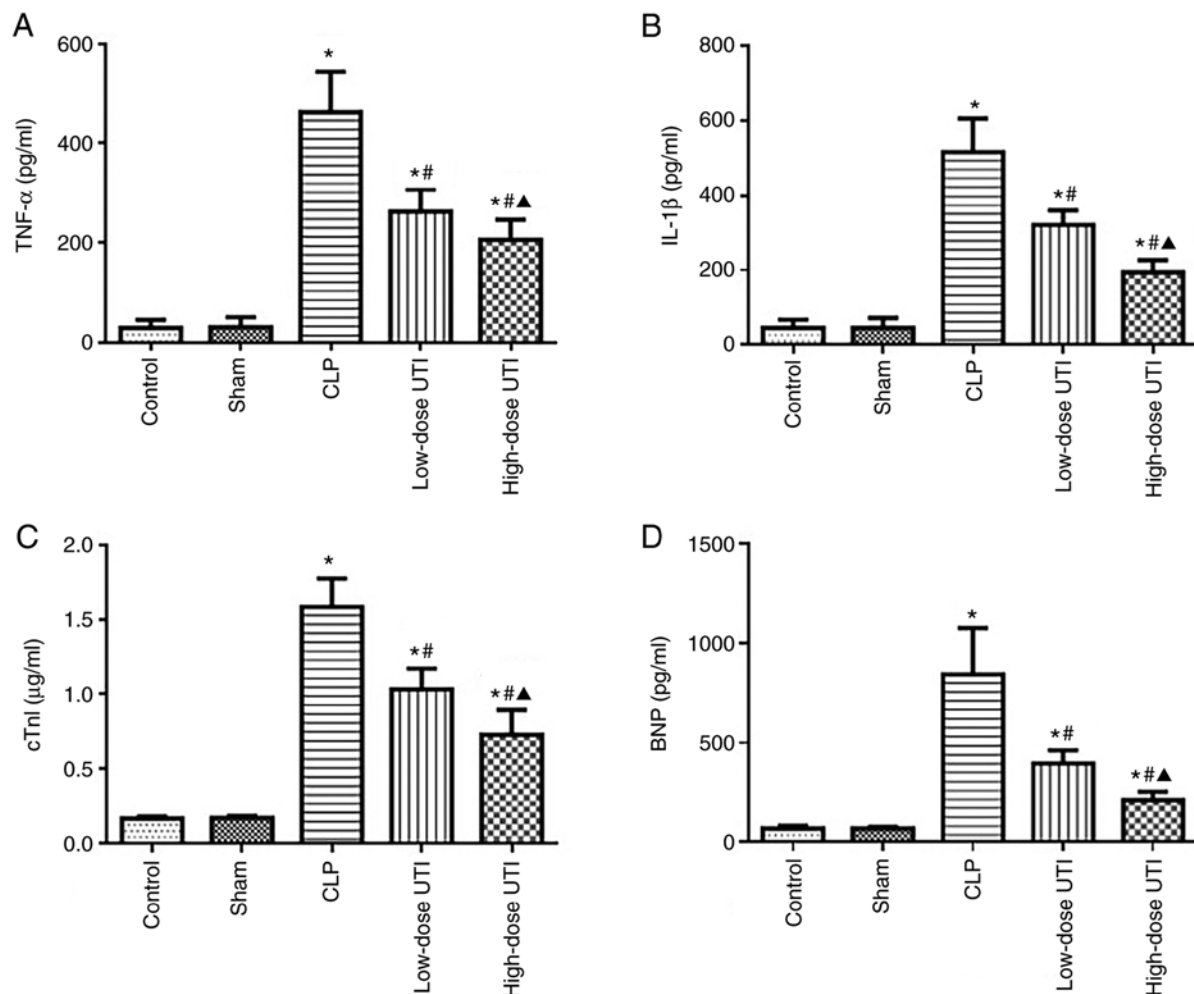 A
TNF-α (pg/ml)
600
400
200
0
*
*#
*#▲
Control
Sham
CLP
Low-dose UTI
High-dose UTI
B
IL-1β (pg/ml)
800
600
400
200
0
*
*#
*#▲
Control
Sham
CLP
Low-dose UTI
High-dose UTI
C
cTnI (μg/ml)
2.0
1.5
1.0
0.5
0.0
*
*#
*#▲
Control
Sham
CLP
Low-dose UTI
High-dose UTI
D
BNP (pg/ml)
1500
1000
500
0
*
*#
*#▲
Control
Sham
CLP
Low-dose UTI
High-dose UTI